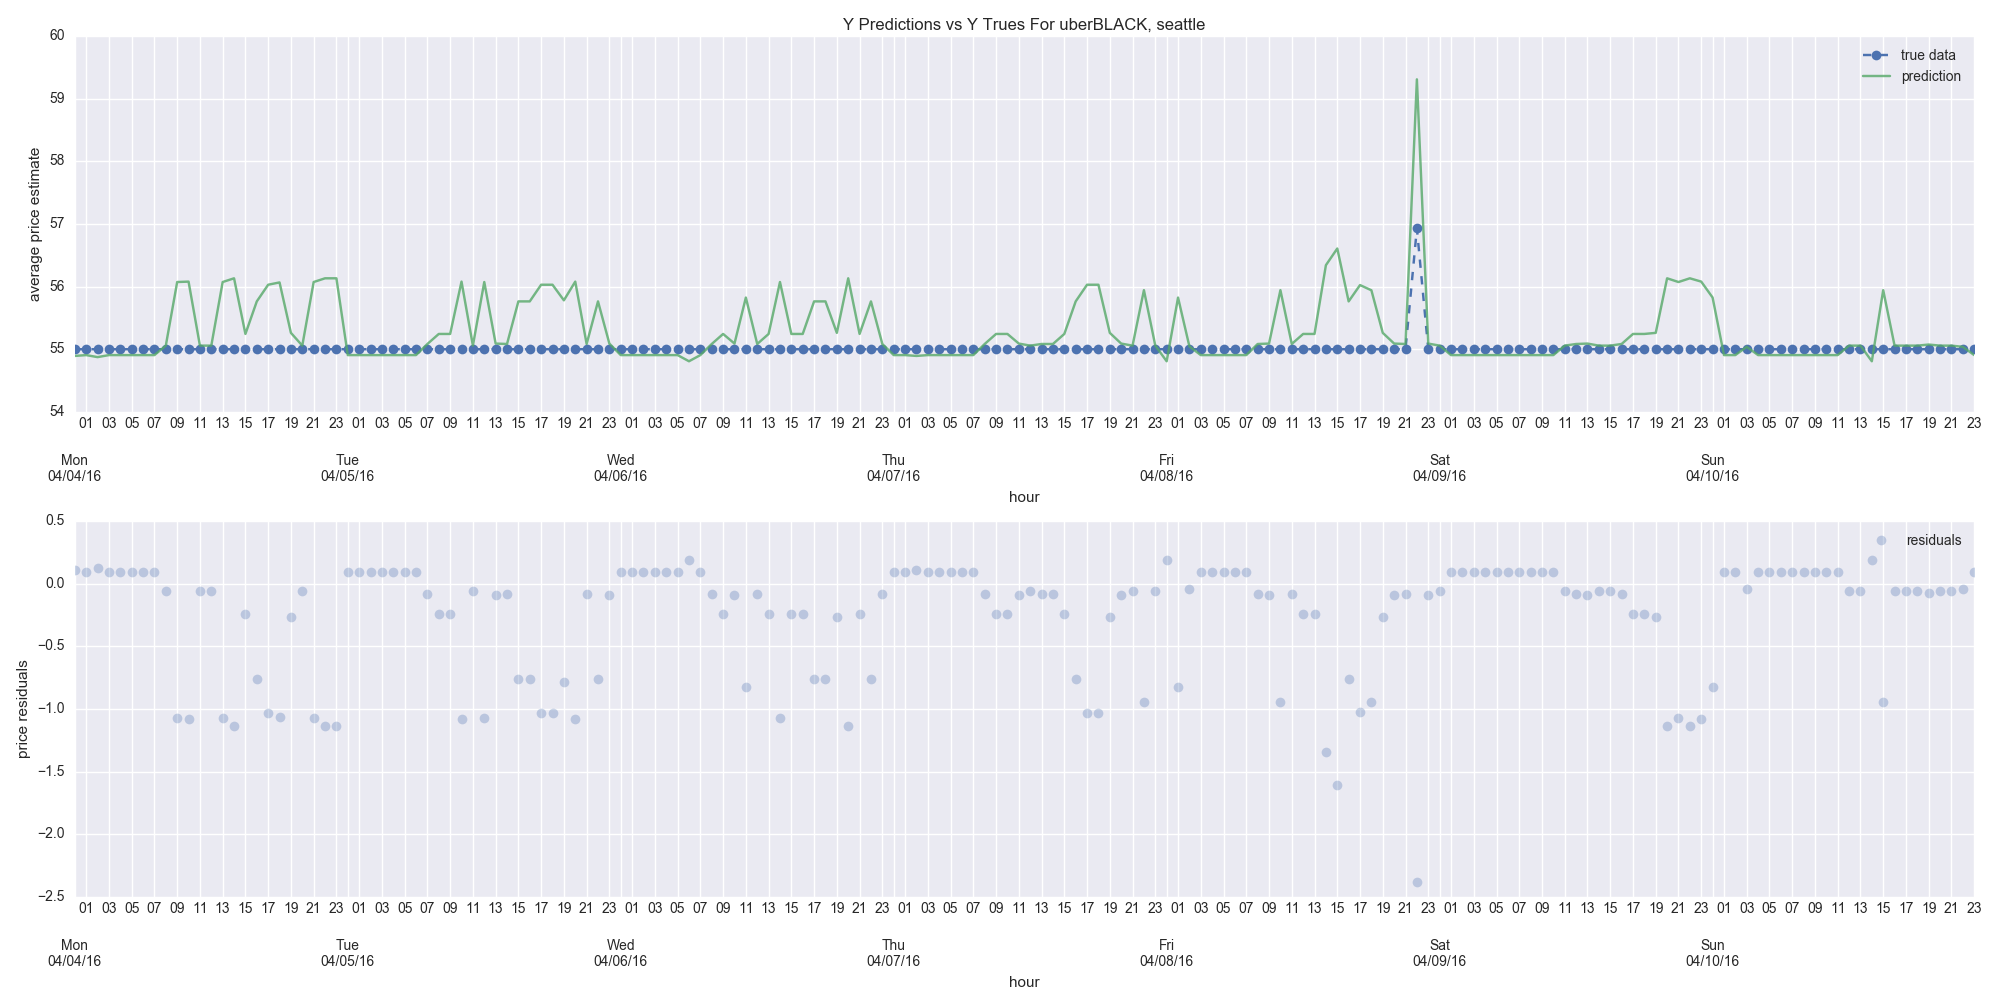 Y Predictions vs Y Trues For uberBLACK, seattle
60
59
58
57
56
55
54
average price estimate
true data
prediction
01 03 05 07 09 11 13 15 17 19 21 23 01 03 05 07 09 11 13 15 17 19 21 23 01 03 05 07 09 11 13 15 17 19 21 23 01 03 05 07 09 11 13 15 17 19 21 23 01 03 05 07 09 11 13 15 17 19 21 23 01 03 05 07 09 11 13 15 17 19 21 23 01 03 05 07 09 11 13 15 17 19 21 23
Mon Tue Wed Thu Fri Sat Sun
04/04/16 04/05/16 04/06/16 04/07/16 04/08/16 04/09/16 04/10/16
hour
0.5
0.0
−0.5
−1.0
−1.5
−2.0
−2.5
price residuals
residuals
01 03 05 07 09 11 13 15 17 19 21 23 01 03 05 07 09 11 13 15 17 19 21 23 01 03 05 07 09 11 13 15 17 19 21 23 01 03 05 07 09 11 13 15 17 19 21 23 01 03 05 07 09 11 13 15 17 19 21 23 01 03 05 07 09 11 13 15 17 19 21 23 01 03 05 07 09 11 13 15 17 19 21 23
Mon Tue Wed Thu Fri Sat Sun
04/04/16 04/05/16 04/06/16 04/07/16 04/08/16 04/09/16 04/10/16
hour